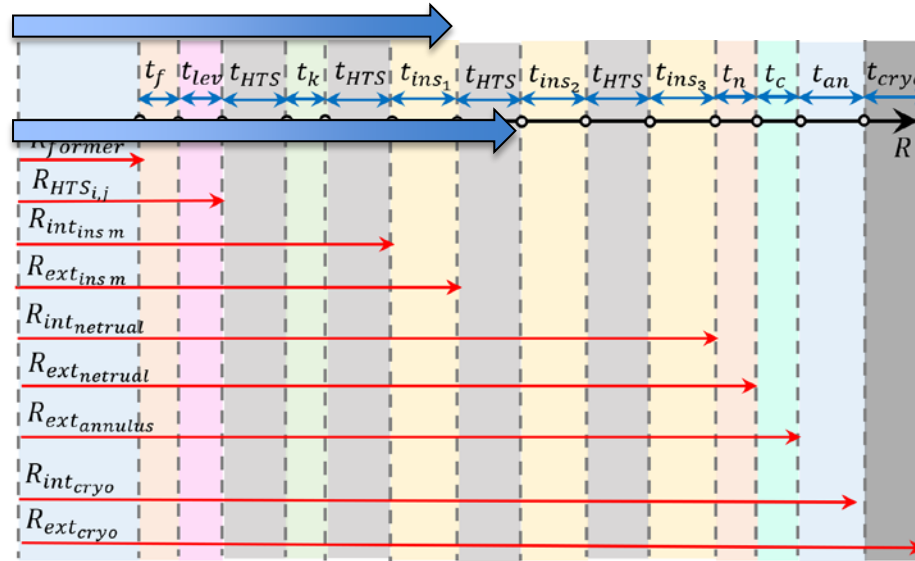 t_f t_lev t_HTS t_k t_HTS t_ins₁ t_HTS t_ins₂ t_HTS t_ins₃ t_n t_c t_an t_cryo
R
R_former
R_HTS_i,j
R_int_ins m
R_ext_ins m
R_int_netrual
R_ext_netrual
R_ext_annulus
R_int_cryo
R_ext_cryo